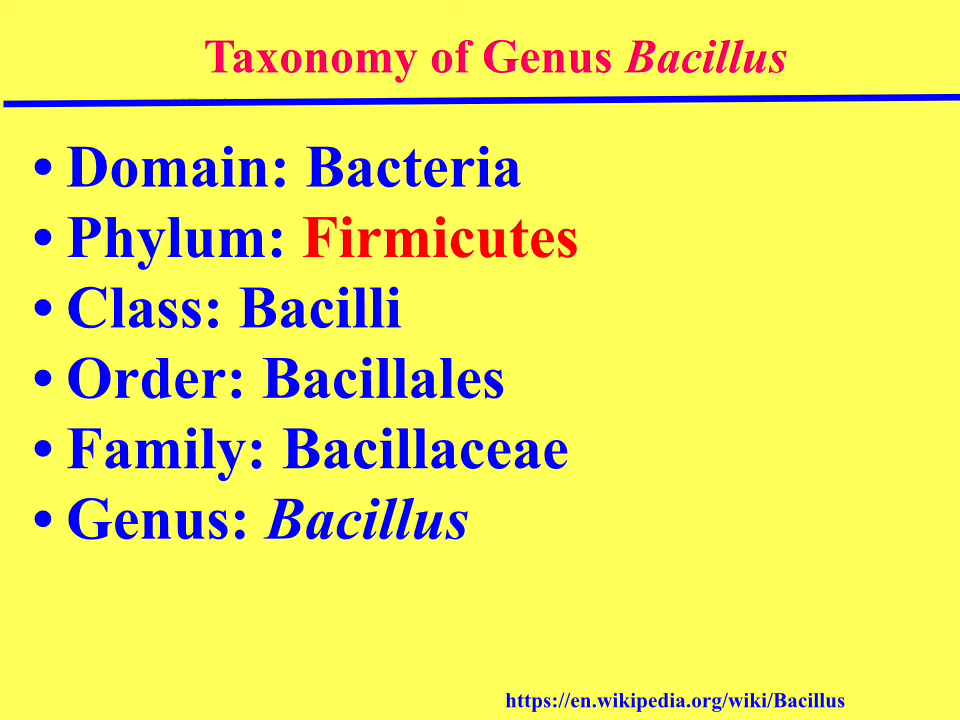 Taxonomy of Genus Bacillus
• Domain: Bacteria
• Phylum: Firmicutes
• Class: Bacilli
• Order: Bacillales
• Family: Bacillaceae
• Genus: Bacillus
https://en.wikipedia.org/wiki/Bacillus